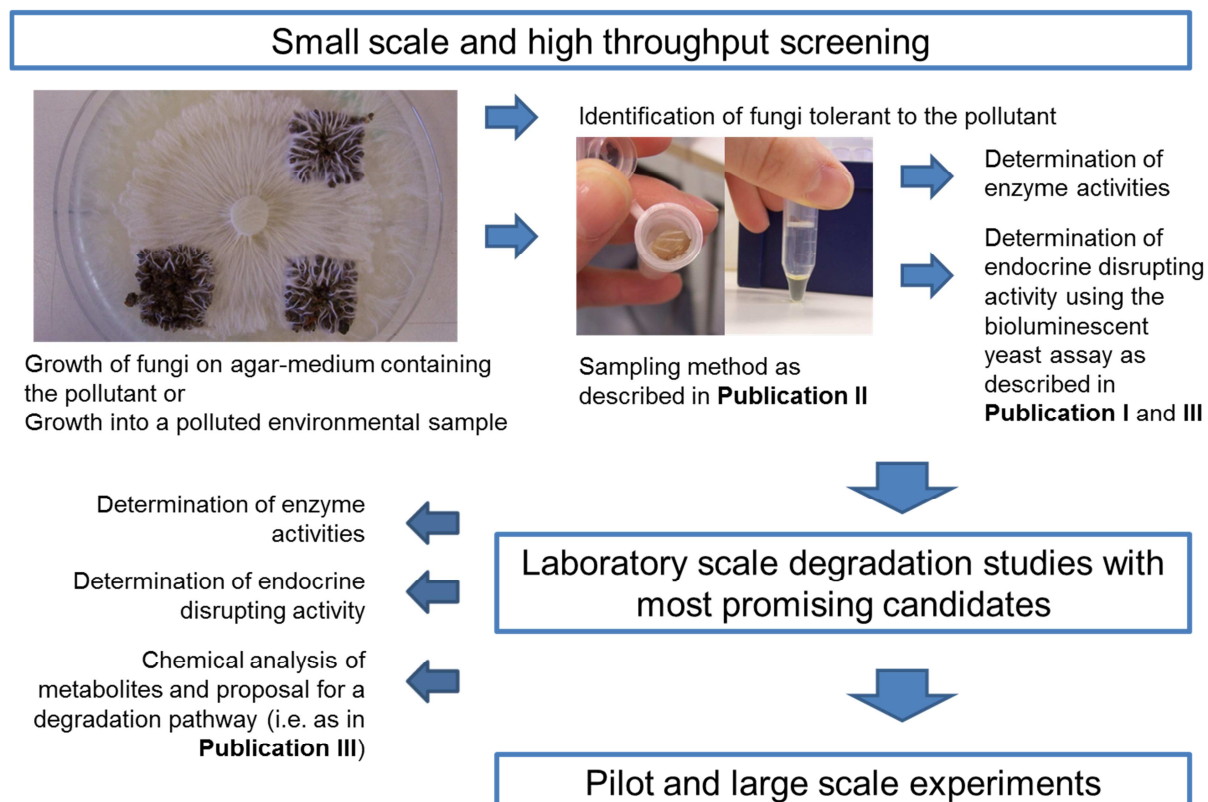 Small scale and high throughput screening
Identification of fungi tolerant to the pollutant
Determination of
enzyme activities
Determination of
endocrine disrupting
activity using the
bioluminescent
yeast assay as
described in
Publication I and III
Growth of fungi on agar-medium containing
the pollutant or
Growth into a polluted environmental sample
Sampling method as
described in Publication II
Determination of enzyme
activities
Determination of endocrine
disrupting activity
Chemical analysis of
metabolites and proposal for a
degradation pathway (i.e. as in
Publication III)
Laboratory scale degradation studies with
most promising candidates
Pilot and large scale experiments